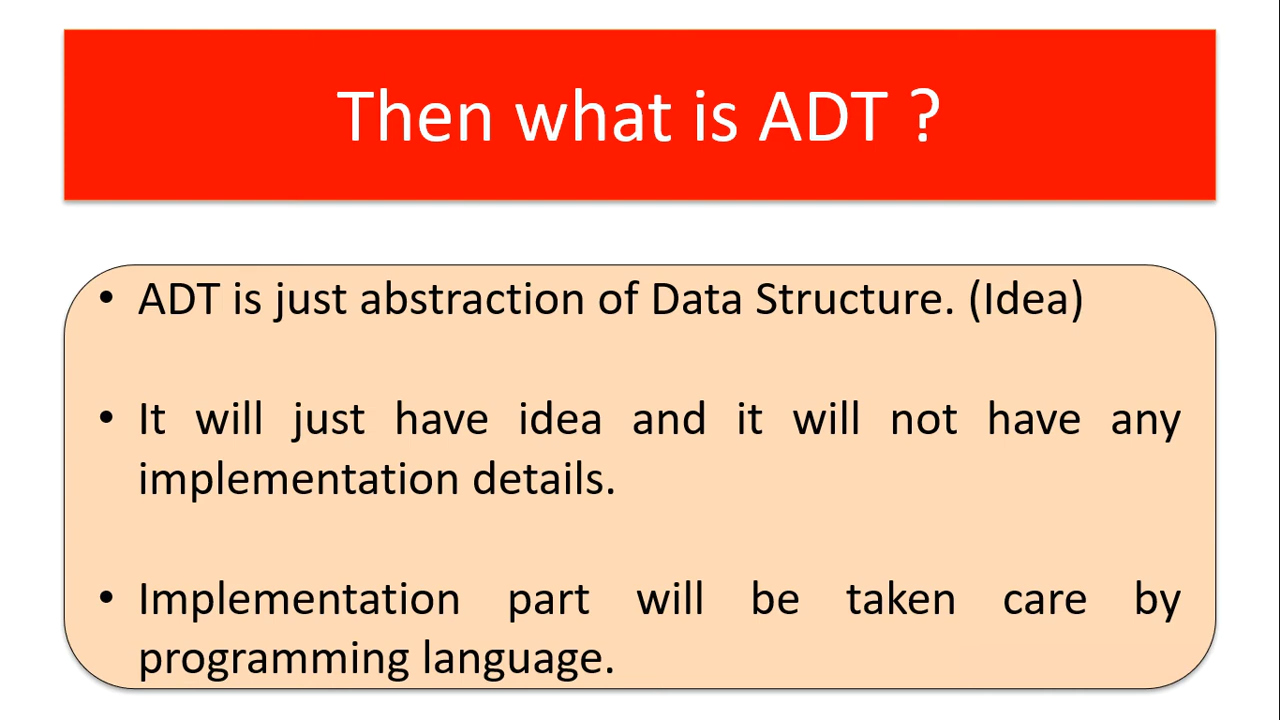 Then what is ADT ?
• ADT is just abstraction of Data Structure. (Idea)
• It will just have idea and it will not have any
implementation details.
• Implementation part will be taken care by
programming language.